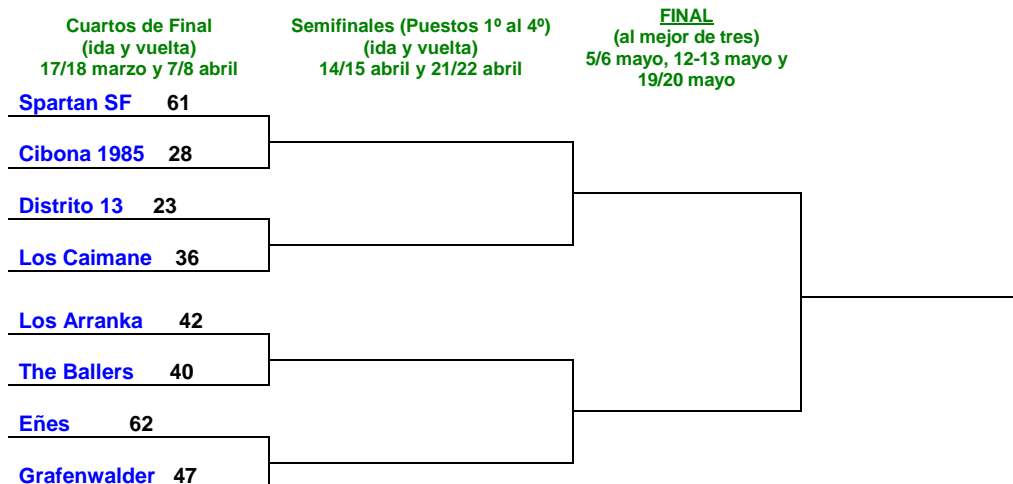 Cuartos de Final
(ida y vuelta)
17/18 marzo y 7/8 abril
Semifinales (Puestos 1º al 4º)
(ida y vuelta)
14/15 abril y 21/22 abril
FINAL
(al mejor de tres)
5/6 mayo, 12-13 mayo y
19/20 mayo
Spartan SF 61
Cibona 1985 28
Distrito 13 23
Los Caimane 36
Los Arranka 42
The Ballers 40
Eñes 62
Grafenwalder 47